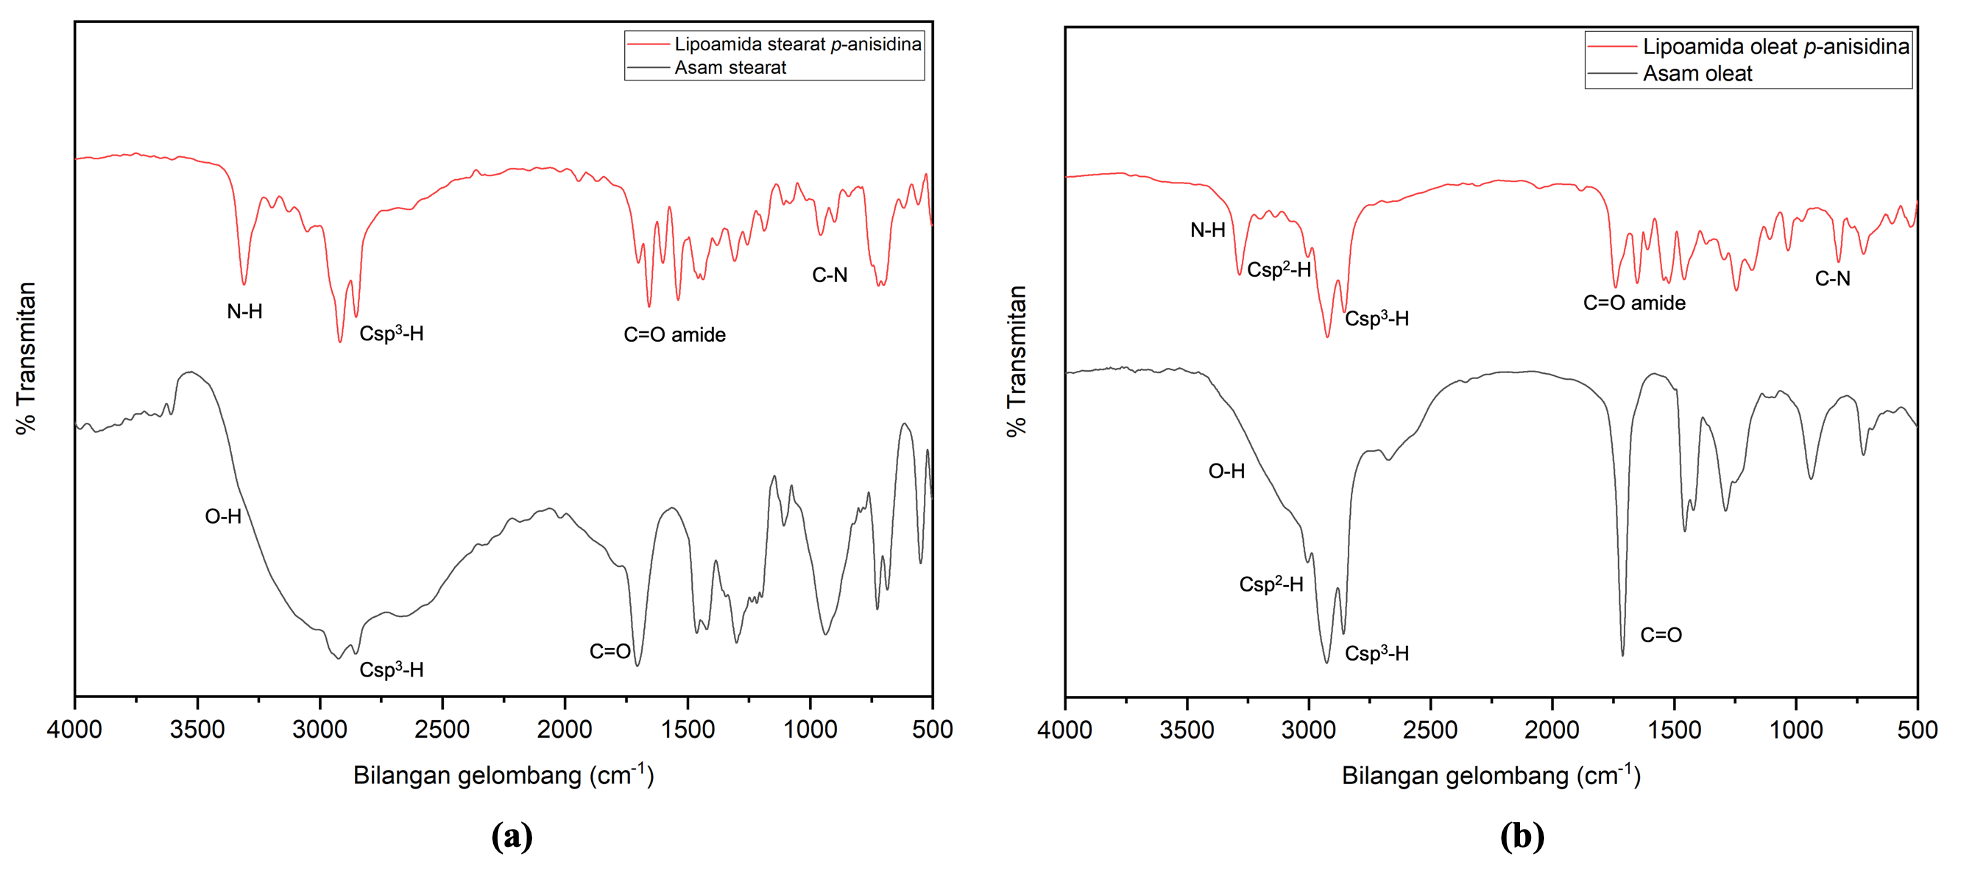 Lipoamida stearat p-anisidina
Asam stearat
N-H
Csp³-H
C=O amide
C-N
O-H
Csp³-H
C=O
% Transmitan
4000 3500 3000 2500 2000 1500 1000 500
Bilangan gelombang (cm⁻¹)
(a)
Lipoamida oleat p-anisidina
Asam oleat
N-H
Csp²-H
Csp³-H
C=O amide
C-N
O-H
Csp²-H
Csp³-H
C=O
% Transmitan
4000 3500 3000 2500 2000 1500 1000 500
Bilangan gelombang (cm⁻¹)
(b)